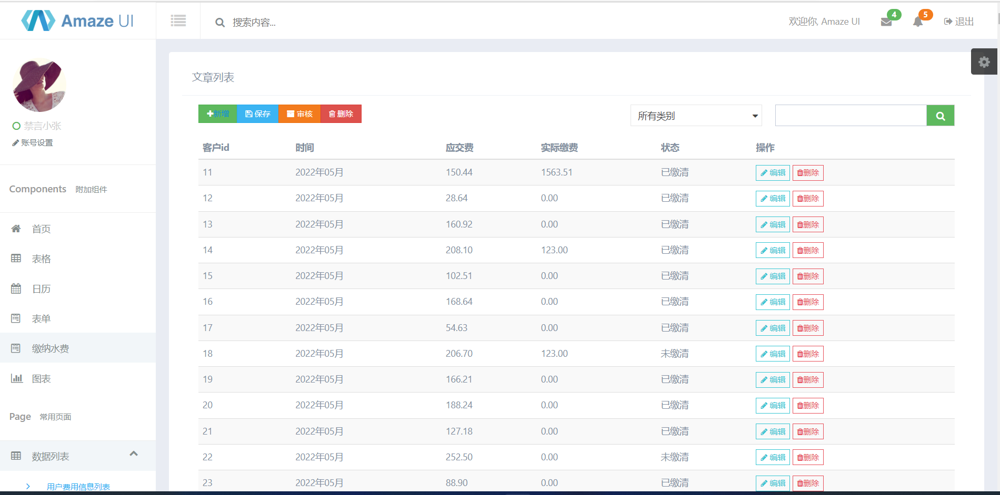 Amaze UI
搜索内容...
欢迎你, Amaze UI
4
5
退出
禁言小张
账号设置
Components 附加组件
首页
表格
日历
表单
缴纳水费
图表
Page 常用页面
数据列表
用户费用信息列表
文章列表
新增 保存 审核 删除
所有类别
客户id 时间 应交费 实际缴费 状态 操作
11 2022年05月 150.44 1563.51 已缴清 编辑 删除
12 2022年05月 28.64 0.00 已缴清 编辑 删除
13 2022年05月 160.92 0.00 已缴清 编辑 删除
14 2022年05月 208.10 123.00 已缴清 编辑 删除
15 2022年05月 102.51 0.00 已缴清 编辑 删除
16 2022年05月 168.64 0.00 已缴清 编辑 删除
17 2022年05月 54.63 0.00 已缴清 编辑 删除
18 2022年05月 206.70 123.00 未缴清 编辑 删除
19 2022年05月 166.21 0.00 已缴清 编辑 删除
20 2022年05月 188.24 0.00 已缴清 编辑 删除
21 2022年05月 127.18 0.00 已缴清 编辑 删除
22 2022年05月 252.50 0.00 未缴清 编辑 删除
23 2022年05月 88.90 0.00 已缴清 编辑 删除